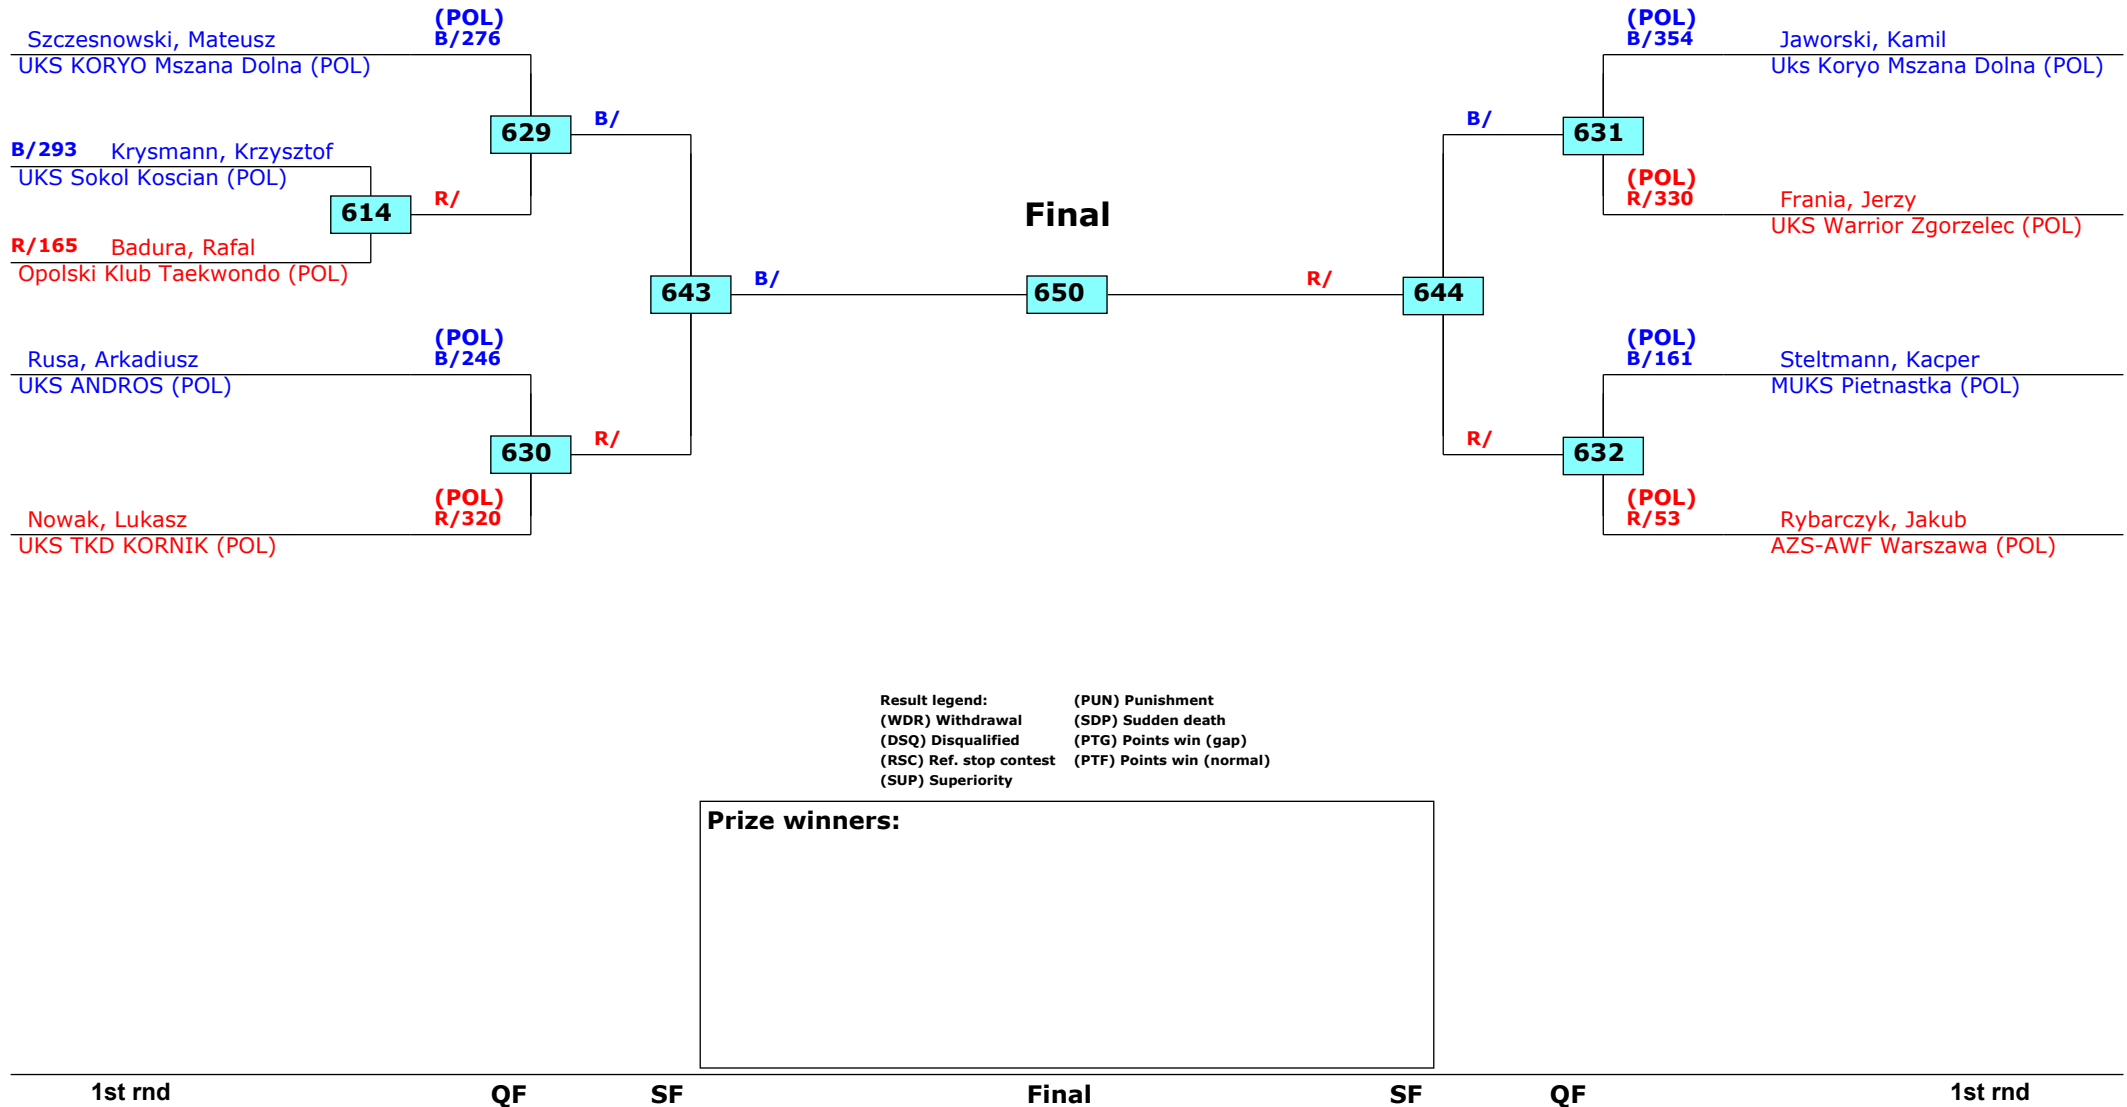 (POL)
B/276
Szczesnowski, Mateusz
UKS KORYO Mszana Dolna (POL)
629
B/
B/293 Krysmann, Krzysztof
UKS Sokol Koscian (POL)
614
R/
R/165 Badura, Rafal
Opolski Klub Taekwondo (POL)
643
B/
(POL)
B/246
Rusa, Arkadiusz
UKS ANDROS (POL)
630
R/
(POL)
R/320
Nowak, Lukasz
UKS TKD KORNIK (POL)
Final
650
(POL)
B/354
Jaworski, Kamil
Uks Koryo Mszana Dolna (POL)
B/
631
(POL)
R/330
Frania, Jerzy
UKS Warrior Zgorzelec (POL)
R/
644
(POL)
B/161
Steltmann, Kacper
MUKS Pietnastka (POL)
R/
632
(POL)
R/53
Rybarczyk, Jakub
AZS-AWF Warszawa (POL)
Result legend:
(WDR) Withdrawal
(DSQ) Disqualified
(RSC) Ref. stop contest
(SUP) Superiority
(PUN) Punishment
(SDP) Sudden death
(PTG) Points win (gap)
(PTF) Points win (normal)
Prize winners:
1st rnd QF SF Final SF QF 1st rnd